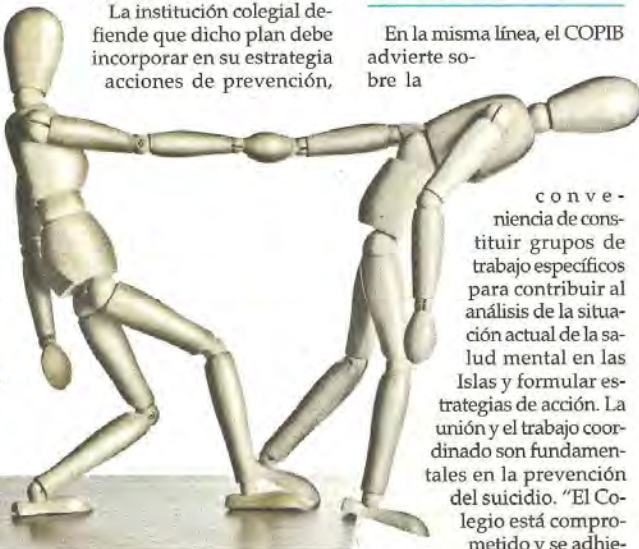 La institución colegial de-
fiende que dicho plan debe
incorporar en su estrategia
acciones de prevención,
En la misma línea, el COPIB
advierte so-
bre la
conve-
niencia de cons-
tituir grupos de
trabajo específicos
para contribuir al
análisis de la situa-
ción actual de la sa-
lud mental en las
Islas y formular es-
trategias de acción. La
unión y el trabajo coor-
dinado son fundamen-
tales en la prevención
del suicidio. "El Co-
legio está compro-
metido y se adhie-